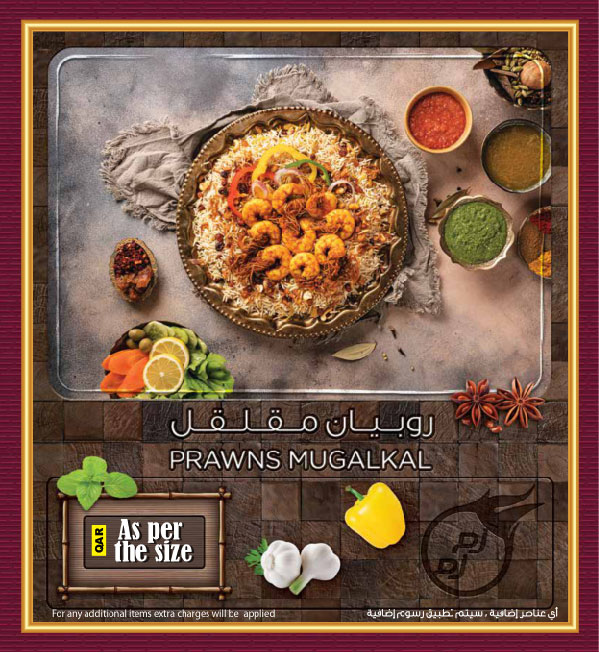 روبيان مقلقل
PRAWNS MUGALKAL
QAR
As per
the size
For any additional items extra charges will be applied
أي عناصر إضافية ، سيتم تطبيق رسوم إضافية